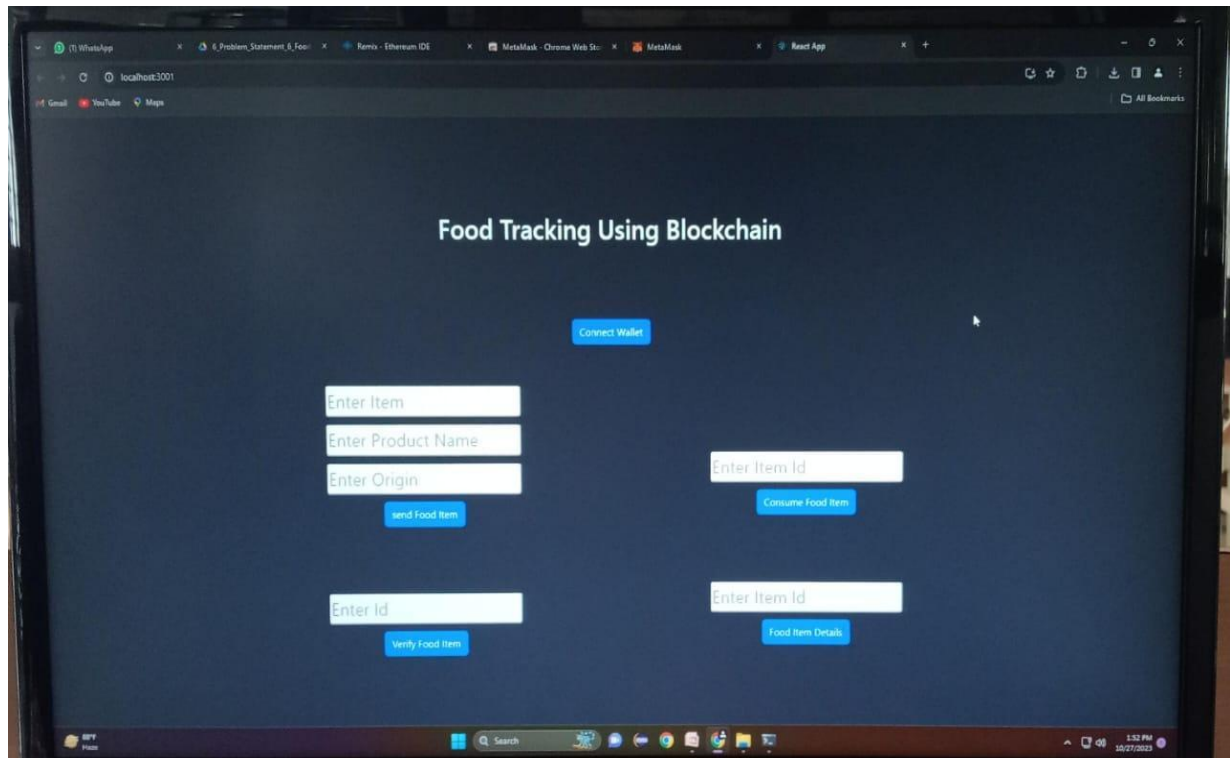 (1) WhatsApp
6_Problem_Statement_6_Foo
Remix - Ethereum IDE
MetaMask - Chrome Web Sto
MetaMask
React App
localhost:3001
Gmail YouTube Maps
All Bookmarks
Food Tracking Using Blockchain
Connect Wallet
Enter Item
Enter Product Name
Enter Origin
send Food Item
Enter Item Id
Consume Food Item
Enter Id
Verify Food Item
Enter Item Id
Food Item Details
88°F
Haze
Search
1:52 PM
10/27/2023